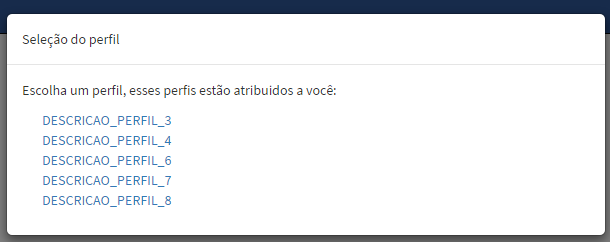 Seleção do perfil
Escolha um perfil, esses perfis estão atribuidos a você:
DESCRICAO_PERFIL_3
DESCRICAO_PERFIL_4
DESCRICAO_PERFIL_6
DESCRICAO_PERFIL_7
DESCRICAO_PERFIL_8